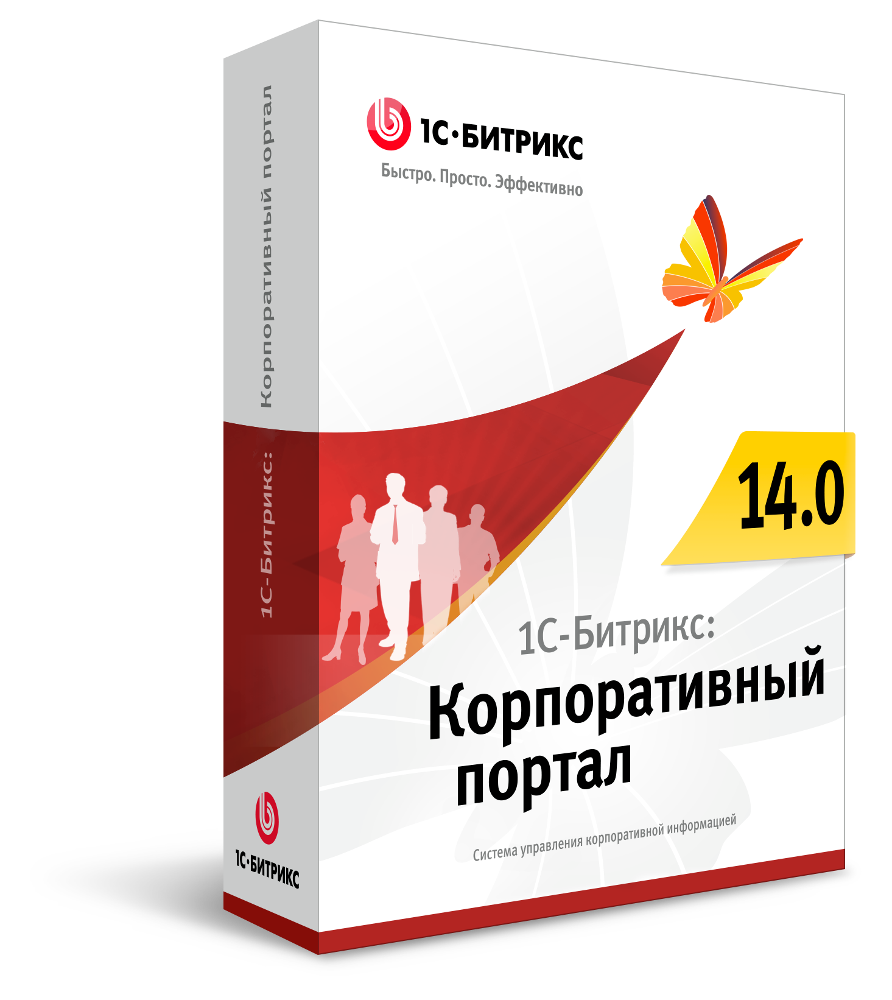 1С-Битрикс: Корпоративный портал
1С·БИТРИКС
1С·БИТРИКС
Быстро. Просто. Эффективно
14.0
1С-Битрикс:
Корпоративный
портал
Система управления корпоративной информацией